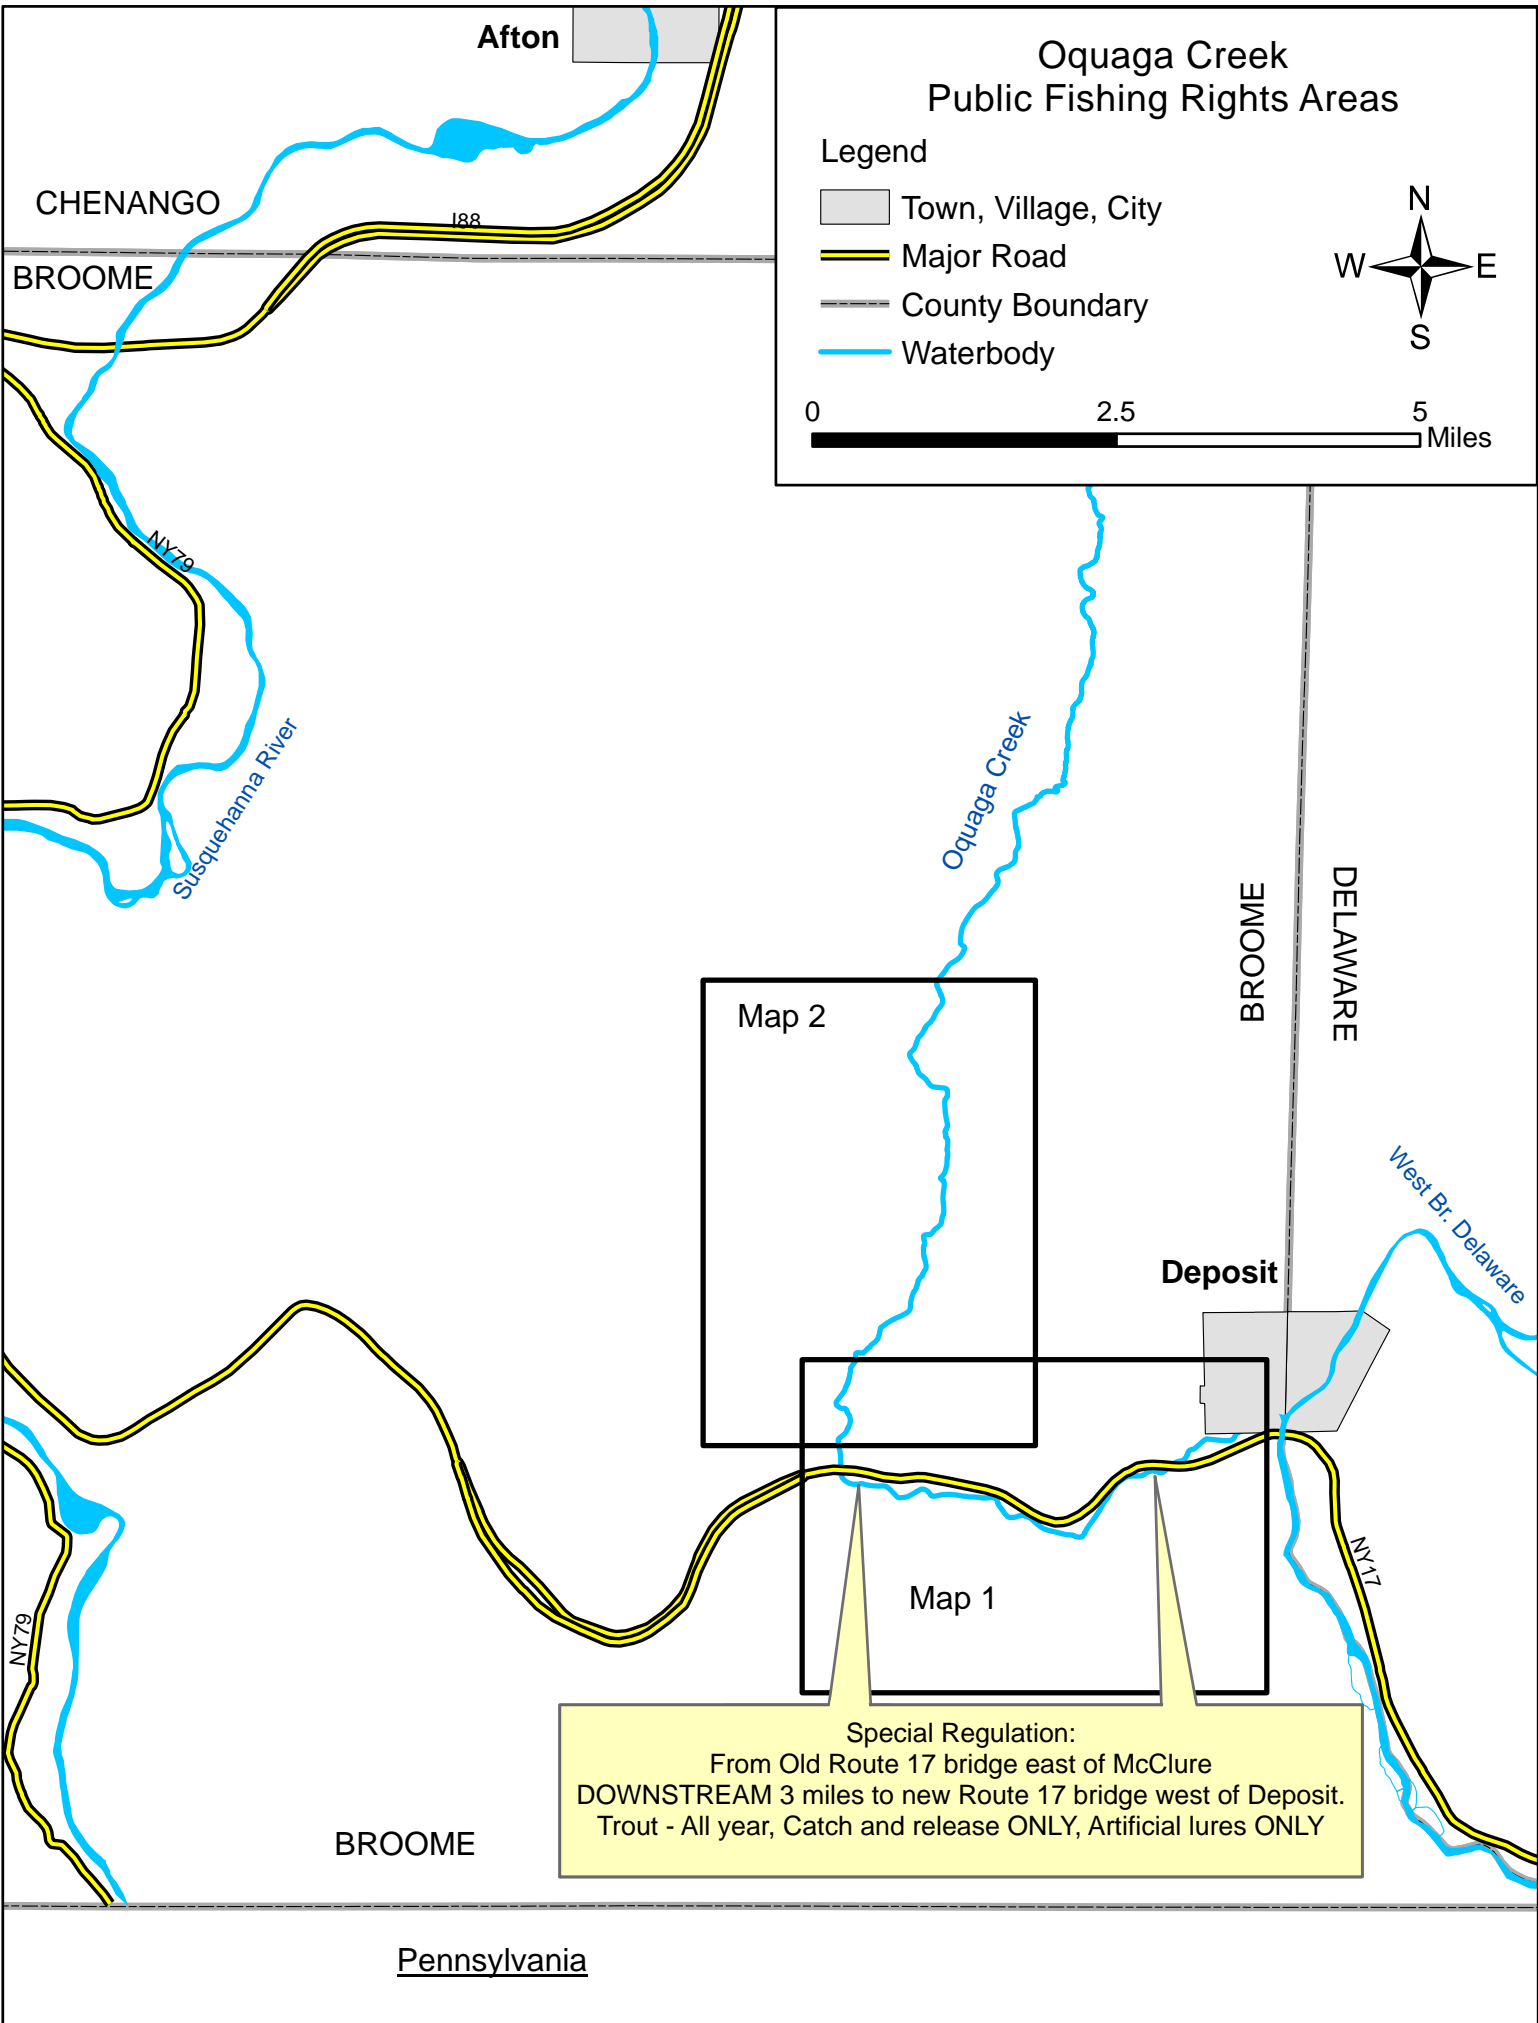 Afton
Oquaga Creek
Public Fishing Rights Areas
Legend
Town, Village, City
Major Road
County Boundary
Waterbody
N
W
E
S
0
2.5
5
Miles
CHENANGO
I88
BROOME
NY79
Susquehanna River
Oquaga Creek
BROOME
DELAWARE
Map 2
West Br. Delaware
Deposit
NY17
Map 1
NY79
Special Regulation:
From Old Route 17 bridge east of McClure
DOWNSTREAM 3 miles to new Route 17 bridge west of Deposit.
Trout - All year, Catch and release ONLY, Artificial lures ONLY
BROOME
Pennsylvania